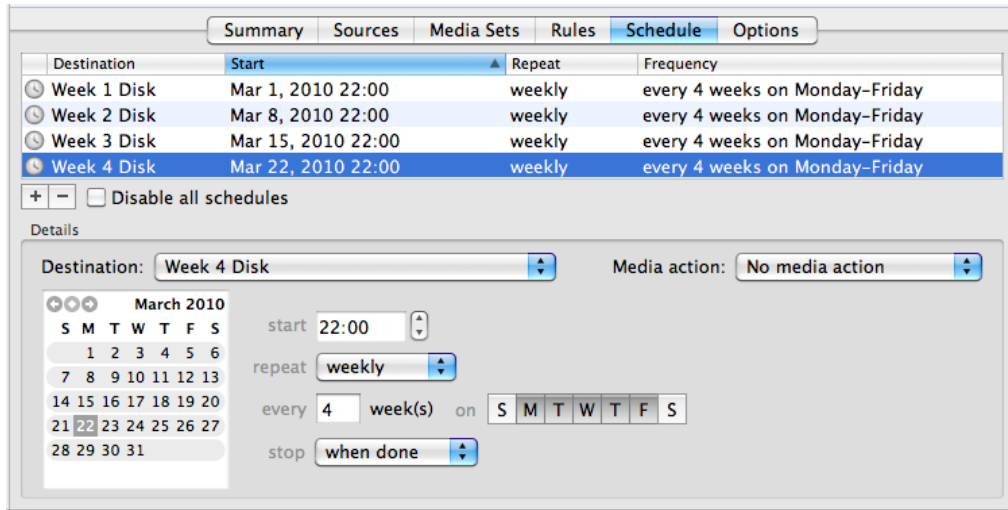 Summary Sources Media Sets Rules Schedule Options
Destination Start Repeat Frequency
Week 1 Disk Mar 1, 2010 22:00 weekly every 4 weeks on Monday–Friday
Week 2 Disk Mar 8, 2010 22:00 weekly every 4 weeks on Monday–Friday
Week 3 Disk Mar 15, 2010 22:00 weekly every 4 weeks on Monday–Friday
Week 4 Disk Mar 22, 2010 22:00 weekly every 4 weeks on Monday–Friday
+ − Disable all schedules
Details
Destination: Week 4 Disk Media action: No media action
March 2010
S M T W T F S
1 2 3 4 5 6
7 8 9 10 11 12 13
14 15 16 17 18 19 20
21 22 23 24 25 26 27
28 29 30 31
start 22:00
repeat weekly
every 4 week(s) on S M T W T F S
stop when done